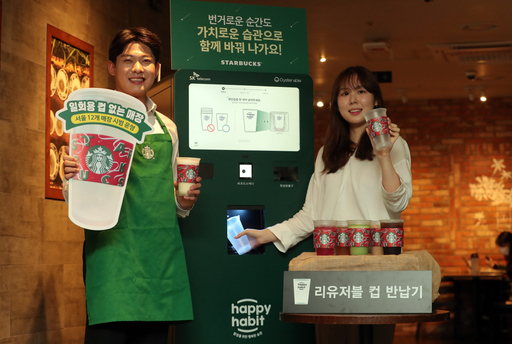 번거로운 순간도
가치로운 습관으로
함께 바꿔 나가요!
STARBUCKS
SK telecom
일회용 컵 없는 매장
서울 12개 매장 시범 운영
happy
habit
리유저블 컵 반납기